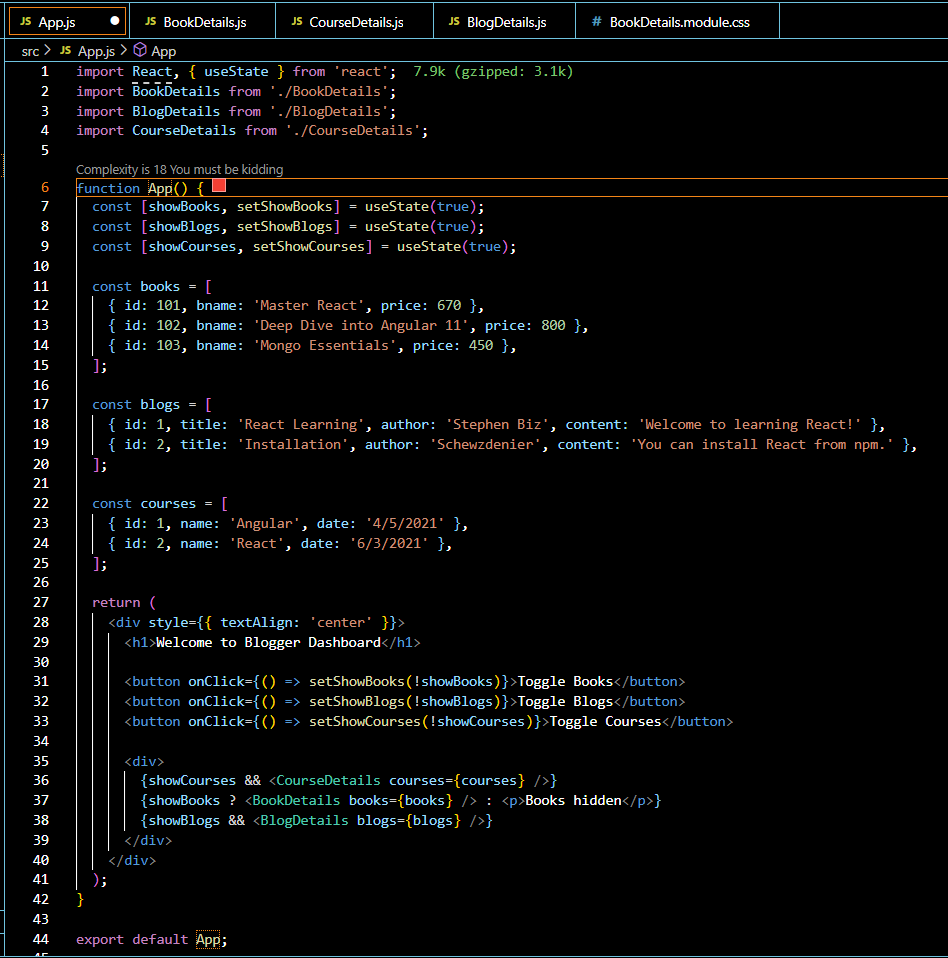 JS App.js ● JS BookDetails.js JS CourseDetails.js JS BlogDetails.js # BookDetails.module.css
src > JS App.js > App
1 import React, { useState } from 'react'; 7.9k (gzipped: 3.1k)
2 import BookDetails from './BookDetails';
3 import BlogDetails from './BlogDetails';
4 import CourseDetails from './CourseDetails';
5
Complexity is 18 You must be kidding
6 function App() {
7   const [showBooks, setShowBooks] = useState(true);
8   const [showBlogs, setShowBlogs] = useState(true);
9   const [showCourses, setShowCourses] = useState(true);
10
11   const books = [
12     { id: 101, bname: 'Master React', price: 670 },
13     { id: 102, bname: 'Deep Dive into Angular 11', price: 800 },
14     { id: 103, bname: 'Mongo Essentials', price: 450 },
15   ];
16
17   const blogs = [
18     { id: 1, title: 'React Learning', author: 'Stephen Biz', content: 'Welcome to learning React!' },
19     { id: 2, title: 'Installation', author: 'Schewzdenier', content: 'You can install React from npm.' },
20   ];
21
22   const courses = [
23     { id: 1, name: 'Angular', date: '4/5/2021' },
24     { id: 2, name: 'React', date: '6/3/2021' },
25   ];
26
27   return (
28     <div style={{ textAlign: 'center' }}>
29       <h1>Welcome to Blogger Dashboard</h1>
30
31       <button onClick={() => setShowBooks(!showBooks)}>Toggle Books</button>
32       <button onClick={() => setShowBlogs(!showBlogs)}>Toggle Blogs</button>
33       <button onClick={() => setShowCourses(!showCourses)}>Toggle Courses</button>
34
35       <div>
36         {showCourses && <CourseDetails courses={courses} />}
37         {showBooks ? <BookDetails books={books} /> : <p>Books hidden</p>}
38         {showBlogs && <BlogDetails blogs={blogs} />}
39       </div>
40     </div>
41   );
42 }
43
44 export default App;